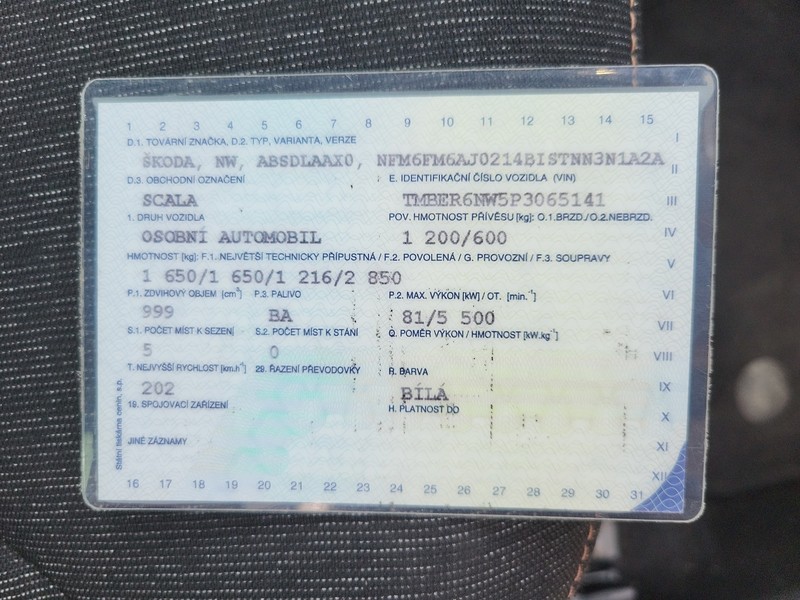 1 2 3 4 5 6 7 8 9 10 11 12 13 14 15
D.1. TOVÁRNÍ ZNAČKA, D.2. TYP, VARIANTA, VERZE
I
ŠKODA, NW, ABSDLAAX0, NFM6FM6AJ0214BISTNN3N1A2A
II
D.3. OBCHODNÍ OZNAČENÍ E. IDENTIFIKAČNÍ ČÍSLO VOZIDLA (VIN)
SCALA TMBER6NW5P3065141
III
1. DRUH VOZIDLA POV. HMOTNOST PŘÍVĚSU [kg]: O.1.BRZD./O.2.NEBRZD.
OSOBNÍ AUTOMOBIL 1 200/600
IV
HMOTNOST [kg]: F.1. NEJVĚTŠÍ TECHNICKY PŘÍPUSTNÁ / F.2. POVOLENÁ / G. PROVOZNÍ / F.3. SOUPRAVY
V
1 650/1 650/1 216/2 850
P.1. ZDVIHOVÝ OBJEM [cm³] P.3. PALIVO P.2. MAX. VÝKON [kW] / OT. [min.⁻¹]
VI
999 BA 81/5 500
VII
S.1. POČET MÍST K SEZENÍ S.2. POČET MÍST K STÁNÍ Q. POMĚR VÝKON / HMOTNOST [kW.kg⁻¹]
5 0
VIII
T. NEJVYŠŠÍ RYCHLOST [km.h⁻¹] 29. ŘAZENÍ PŘEVODOVKY R. BARVA
202 BÍLÁ
IX
19. SPOJOVACÍ ZAŘÍZENÍ H. PLATNOST DO
X
JINÉ ZÁZNAMY
XI
XII
16 17 18 19 20 21 22 23 24 25 26 27 28 29 30 31
Státní tiskárna cenin, s.p.